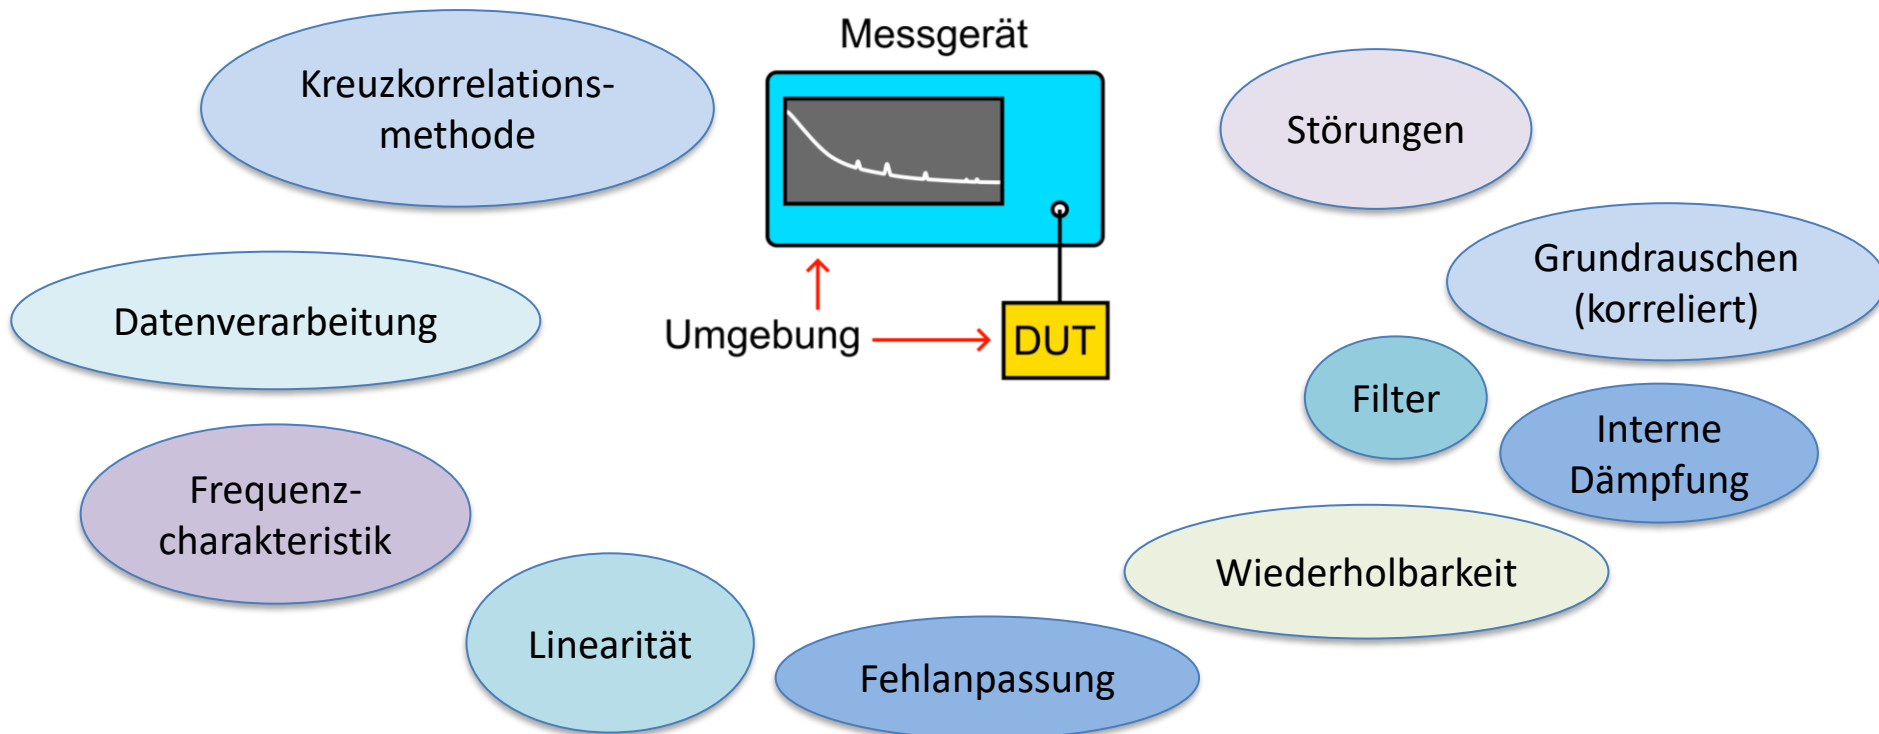 Messgerät
Kreuzkorrelations-
methode
Störungen
Grundrauschen
(korreliert)
Datenverarbeitung
Umgebung
DUT
Filter
Interne
Dämpfung
Frequenz-
charakteristik
Wiederholbarkeit
Linearität
Fehlanpassung